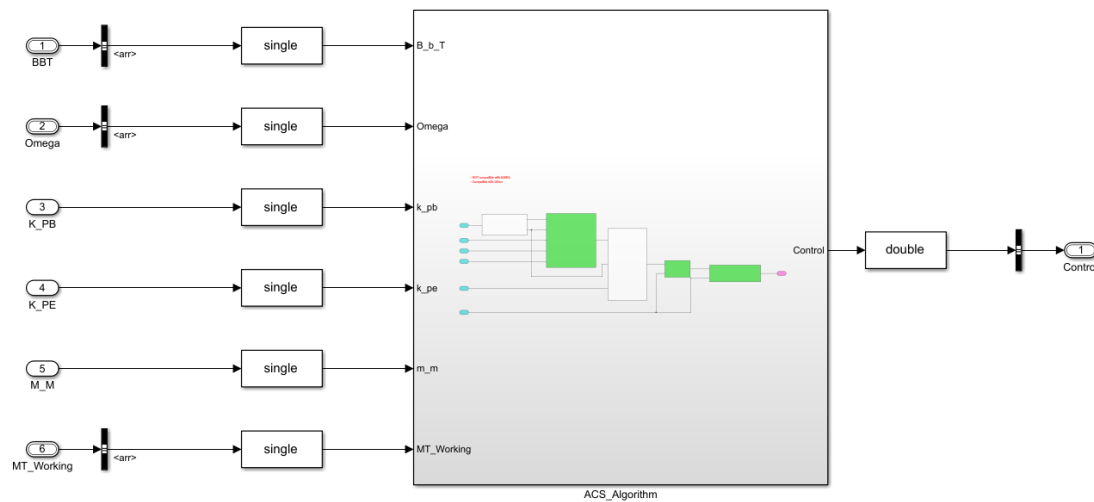 1
BBT
<arr>
single
B_b_T
2
Omega
<arr>
single
Omega
3
K_PB
single
k_pb
4
K_PE
single
k_pe
5
M_M
single
m_m
6
MT_Working
<arr>
single
MT_Working
Control
double
1
Control
ACS_Algorithm